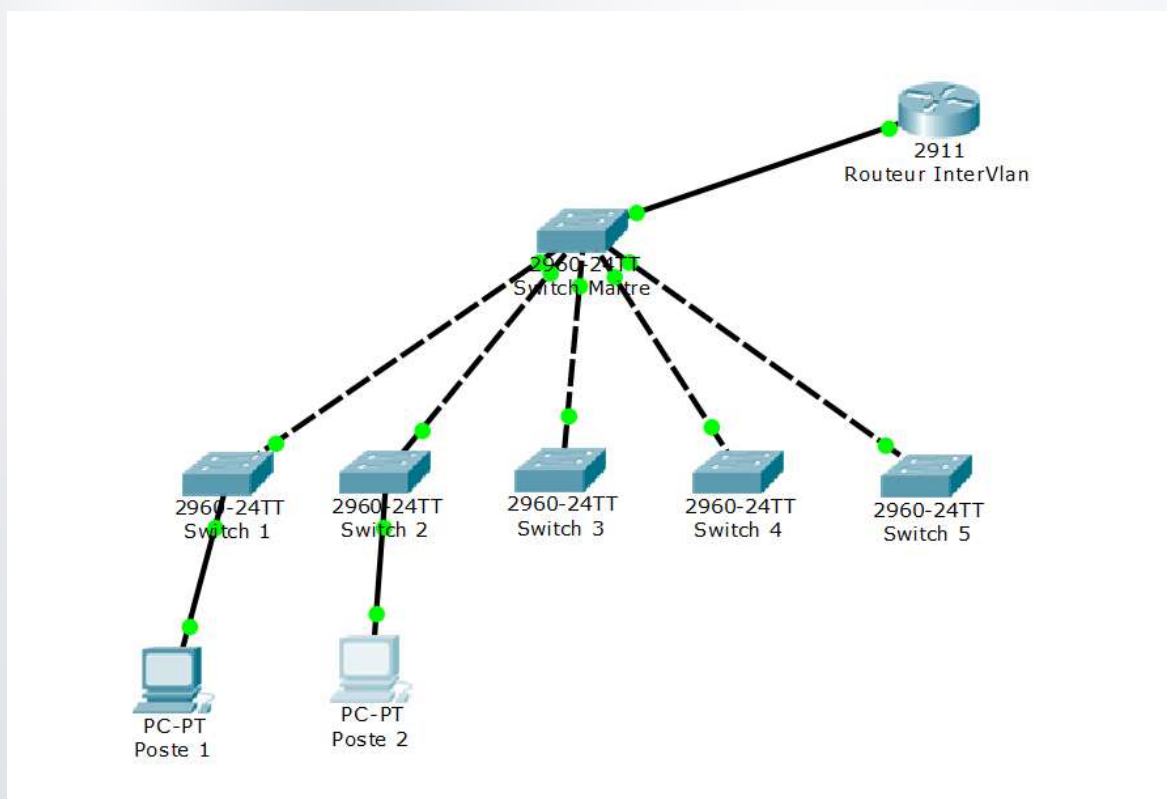 2911
Routeur InterVlan
2960-24TT
Switch Maître
2960-24TT
Switch 1
2960-24TT
Switch 2
2960-24TT
Switch 3
2960-24TT
Switch 4
2960-24TT
Switch 5
PC-PT
Poste 1
PC-PT
Poste 2